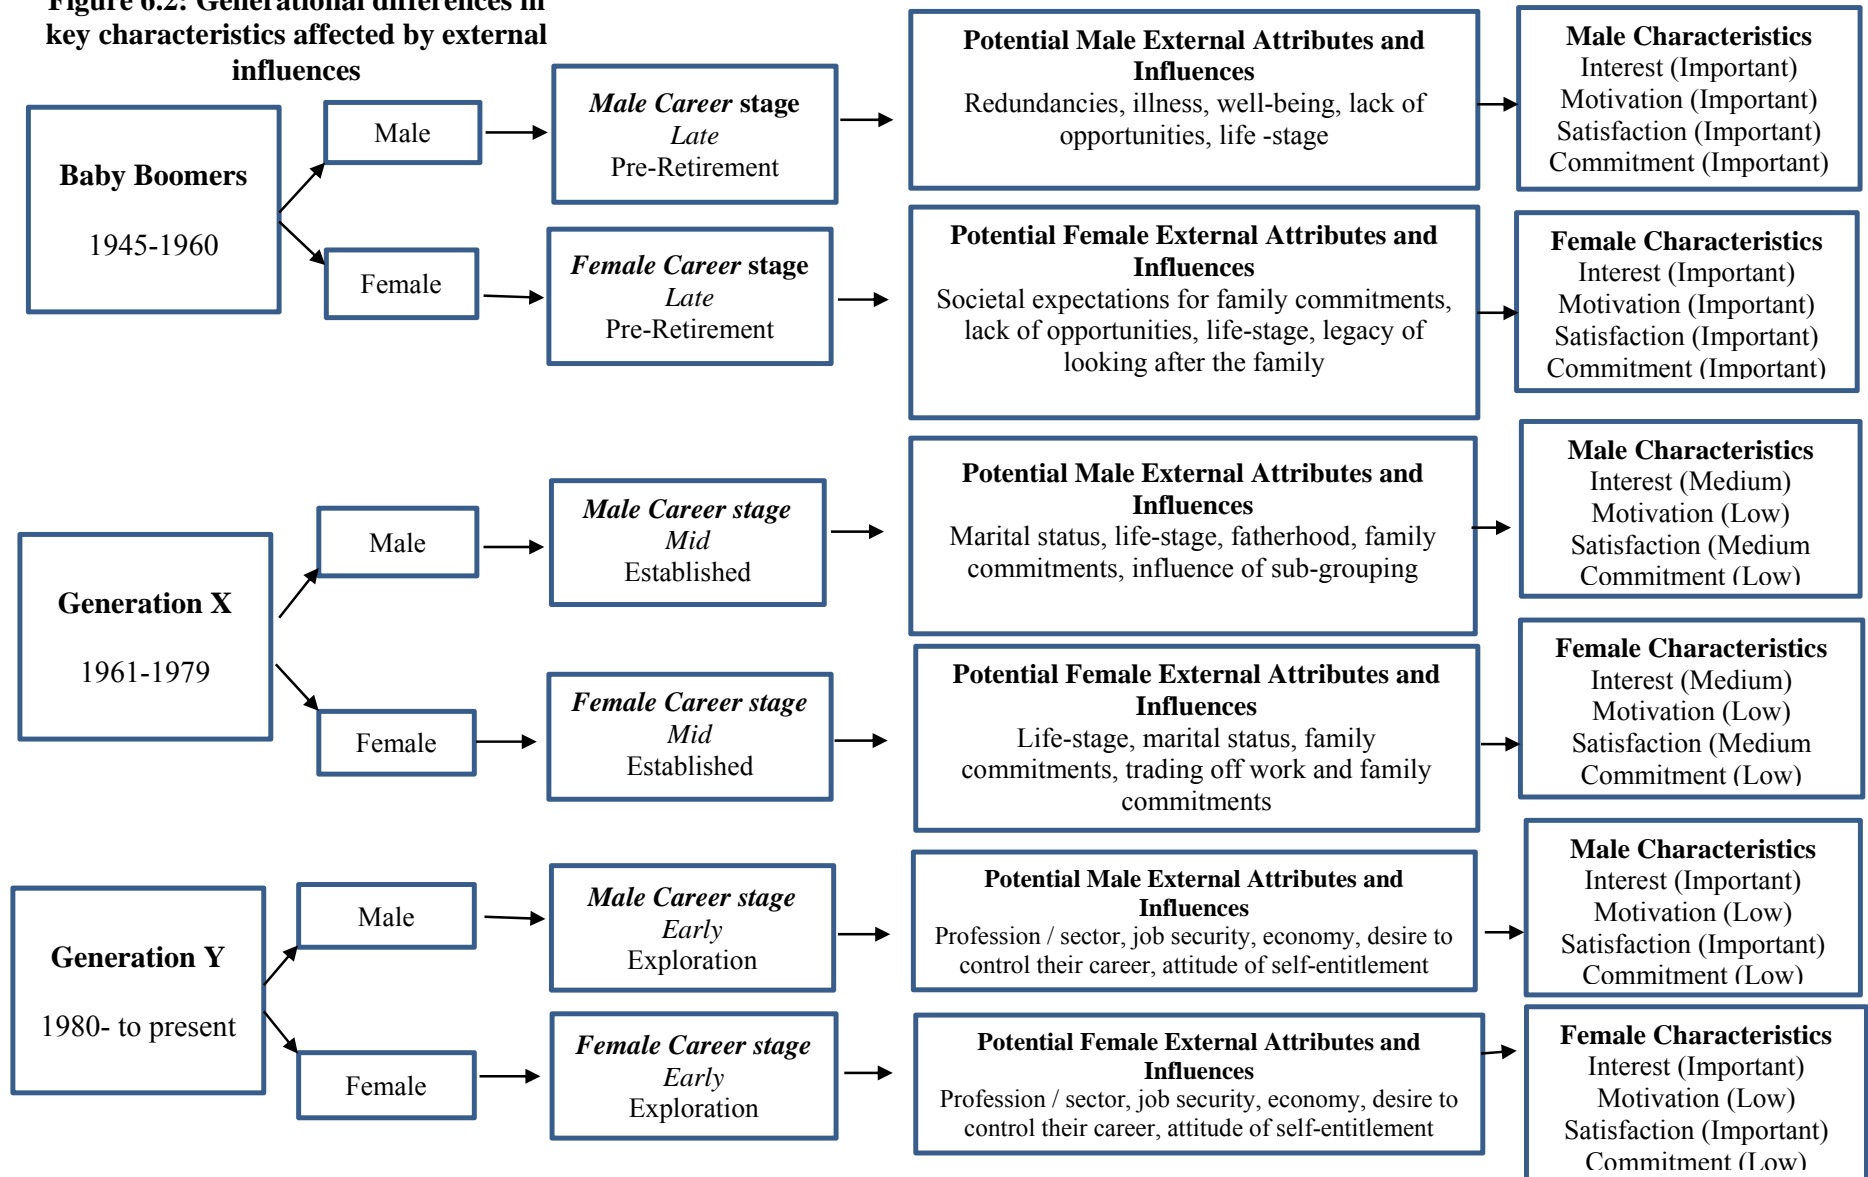 Figure 6.2: Generational differences in
key characteristics affected by external
influences
Baby Boomers
1945-1960
Male
Male Career stage
Late
Pre-Retirement
Potential Male External Attributes and
Influences
Redundancies, illness, well-being, lack of
opportunities, life -stage
Male Characteristics
Interest (Important)
Motivation (Important)
Satisfaction (Important)
Commitment (Important)
Female
Female Career stage
Late
Pre-Retirement
Potential Female External Attributes and
Influences
Societal expectations for family commitments,
lack of opportunities, life-stage, legacy of
looking after the family
Female Characteristics
Interest (Important)
Motivation (Important)
Satisfaction (Important)
Commitment (Important)
Generation X
1961-1979
Male
Male Career stage
Mid
Established
Potential Male External Attributes and
Influences
Marital status, life-stage, fatherhood, family
commitments, influence of sub-grouping
Male Characteristics
Interest (Medium)
Motivation (Low)
Satisfaction (Medium
Commitment (Low)
Female
Female Career stage
Mid
Established
Potential Female External Attributes and
Influences
Life-stage, marital status, family
commitments, trading off work and family
commitments
Female Characteristics
Interest (Medium)
Motivation (Low)
Satisfaction (Medium
Commitment (Low)
Generation Y
1980- to present
Male
Male Career stage
Early
Exploration
Potential Male External Attributes and
Influences
Profession / sector, job security, economy, desire to
control their career, attitude of self-entitlement
Male Characteristics
Interest (Important)
Motivation (Low)
Satisfaction (Important)
Commitment (Low)
Female
Female Career stage
Early
Exploration
Potential Female External Attributes and
Influences
Profession / sector, job security, economy, desire to
control their career, attitude of self-entitlement
Female Characteristics
Interest (Important)
Motivation (Low)
Satisfaction (Important)
Commitment (Low)